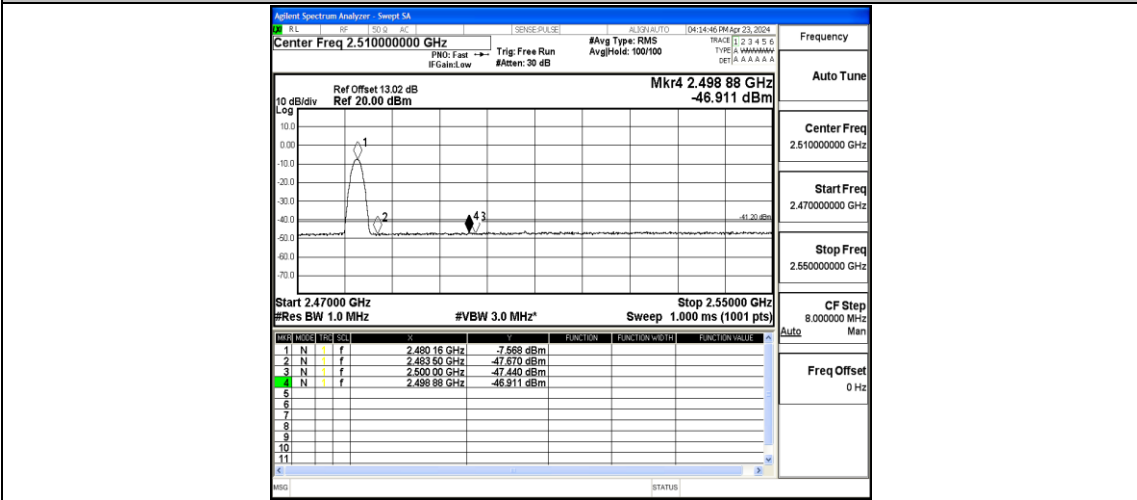 Agilent Spectrum Analyzer - Swept SA
RL RF 50 Ω AC SENSE:PULSE ALIGN AUTO 04:14:46 PM Apr 23, 2024
Center Freq 2.510000000 GHz
PNO: Fast
IFGain:Low
Trig: Free Run
#Atten: 30 dB
#Avg Type: RMS
Avg|Hold: 100/100
TRACE 1 2 3 4 5 6
TYPE A WWWWW
DET A A A A A A
Mkr4 2.498 88 GHz
-46.911 dBm
Ref Offset 13.02 dB
10 dB/div Ref 20.00 dBm
Log
10.0
0.00
-10.0
-20.0
-30.0
-40.0
-50.0
-60.0
-70.0
1
2
4 3
-41.20 dBm
Start 2.47000 GHz Stop 2.55000 GHz
#Res BW 1.0 MHz #VBW 3.0 MHz* Sweep 1.000 ms (1001 pts)
MKR MODE TRC SCL X Y FUNCTION FUNCTION WIDTH FUNCTION VALUE
1 N 1 f 2.480 16 GHz -7.568 dBm
2 N 1 f 2.483 50 GHz -47.670 dBm
3 N 1 f 2.500 00 GHz -47.440 dBm
4 N 1 f 2.498 88 GHz -46.911 dBm
5
6
7
8
9
10
11
MSG STATUS
Frequency
Auto Tune
Center Freq
2.510000000 GHz
Start Freq
2.470000000 GHz
Stop Freq
2.550000000 GHz
CF Step
8.000000 MHz
Auto Man
Freq Offset
0 Hz